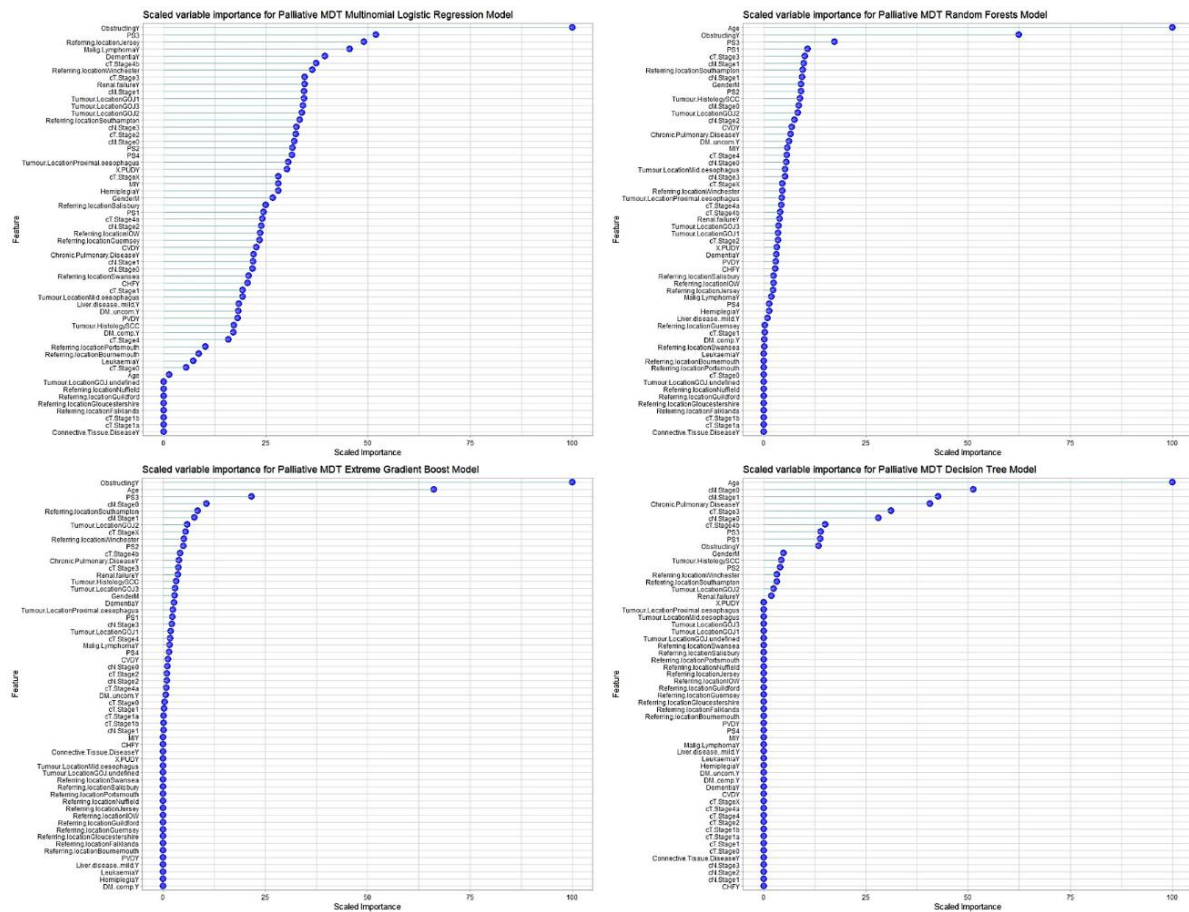 Scaled variable importance for Palliative MDT Multinomial Logistic Regression Model
ObstructingY
PS3
Referring.locationJersey
Malig.LymphomaY
DementiaY
cT.Stage4b
Referring.locationWinchester
cT.Stage3
Renal.failureY
cM.Stage1
Tumour.LocationGOJ1
Tumour.LocationGOJ3
Tumour.LocationGOJ2
Referring.locationSouthampton
cN.Stage3
cT.Stage2
cM.Stage0
PS2
PS4
Tumour.LocationProximal.oesophagus
X.PUDY
cT.StageX
MIY
HemiplegiaY
GenderM
Referring.locationSalisbury
PS1
cT.Stage4a
cN.Stage2
Referring.locationIOW
Referring.locationGuernsey
CVDY
Chronic.Pulmonary.DiseaseY
cN.Stage1
cN.Stage0
Referring.locationSwansea
CHFY
cT.Stage1
Tumour.LocationMid.oesophagus
Liver.disease..mild.Y
DM..uncom.Y
PVDY
Tumour.HistologySCC
DM..comp.Y
cT.Stage4
Referring.locationPortsmouth
Referring.locationBournemouth
LeukaemiaY
cT.Stage0
Age
Tumour.LocationGOJ.undefined
Referring.locationNuffield
Referring.locationGuildford
Referring.locationGloucestershire
Referring.locationFalklands
cT.Stage1b
cT.Stage1a
Connective.Tissue.DiseaseY
Feature
0 25 50 75 100
Scaled Importance
Scaled variable importance for Palliative MDT Random Forests Model
Age
ObstructingY
PS3
PS1
cT.Stage3
cM.Stage1
Referring.locationSouthampton
cN.Stage1
GenderM
PS2
Tumour.HistologySCC
cM.Stage0
Tumour.LocationGOJ2
cN.Stage2
CVDY
Chronic.Pulmonary.DiseaseY
DM..uncom.Y
MIY
cT.Stage4
cN.Stage0
Tumour.LocationMid.oesophagus
cN.Stage3
cT.StageX
Referring.locationWinchester
Tumour.LocationProximal.oesophagus
cT.Stage4a
cT.Stage4b
Renal.failureY
Tumour.LocationGOJ3
Tumour.LocationGOJ1
cT.Stage2
X.PUDY
DementiaY
PVDY
CHFY
Referring.locationSalisbury
Referring.locationIOW
Referring.locationJersey
Malig.LymphomaY
PS4
HemiplegiaY
Liver.disease..mild.Y
Referring.locationGuernsey
cT.Stage1
DM..comp.Y
Referring.locationSwansea
LeukaemiaY
Referring.locationBournemouth
Referring.locationPortsmouth
cT.Stage0
Tumour.LocationGOJ.undefined
Referring.locationNuffield
Referring.locationGuildford
Referring.locationGloucestershire
Referring.locationFalklands
cT.Stage1b
cT.Stage1a
Connective.Tissue.DiseaseY
Feature
0 25 50 75 100
Scaled Importance
Scaled variable importance for Palliative MDT Extreme Gradient Boost Model
ObstructingY
Age
PS3
cM.Stage0
Referring.locationSouthampton
cM.Stage1
Tumour.LocationGOJ2
cT.StageX
Referring.locationWinchester
PS2
cT.Stage4b
Chronic.Pulmonary.DiseaseY
cT.Stage3
Renal.failureY
Tumour.HistologySCC
Tumour.LocationGOJ3
GenderM
DementiaY
Tumour.LocationProximal.oesophagus
PS1
cN.Stage3
Tumour.LocationGOJ1
cT.Stage4
Malig.LymphomaY
PS4
CVDY
cN.Stage0
cT.Stage2
cN.Stage2
cT.Stage4a
DM..uncom.Y
cT.Stage0
cT.Stage1
cT.Stage1a
cT.Stage1b
cN.Stage1
MIY
CHFY
Connective.Tissue.DiseaseY
X.PUDY
Tumour.LocationMid.oesophagus
Tumour.LocationGOJ.undefined
Referring.locationSwansea
Referring.locationSalisbury
Referring.locationPortsmouth
Referring.locationNuffield
Referring.locationJersey
Referring.locationIOW
Referring.locationGuildford
Referring.locationGuernsey
Referring.locationGloucestershire
Referring.locationFalklands
Referring.locationBournemouth
PVDY
Liver.disease..mild.Y
LeukaemiaY
HemiplegiaY
DM..comp.Y
Feature
0 25 50 75 100
Scaled Importance
Scaled variable importance for Palliative MDT Decision Tree Model
Age
cM.Stage0
cM.Stage1
Chronic.Pulmonary.DiseaseY
cT.Stage3
cN.Stage0
cT.Stage4b
PS3
PS1
ObstructingY
GenderM
Tumour.HistologySCC
PS2
Referring.locationWinchester
Referring.locationSouthampton
Tumour.LocationGOJ2
Renal.failureY
X.PUDY
Tumour.LocationProximal.oesophagus
Tumour.LocationMid.oesophagus
Tumour.LocationGOJ3
Tumour.LocationGOJ1
Tumour.LocationGOJ.undefined
Referring.locationSwansea
Referring.locationSalisbury
Referring.locationPortsmouth
Referring.locationNuffield
Referring.locationJersey
Referring.locationIOW
Referring.locationGuildford
Referring.locationGuernsey
Referring.locationGloucestershire
Referring.locationFalklands
Referring.locationBournemouth
PVDY
PS4
MIY
Malig.LymphomaY
Liver.disease..mild.Y
LeukaemiaY
HemiplegiaY
DM..uncom.Y
DM..comp.Y
DementiaY
CVDY
cT.StageX
cT.Stage4a
cT.Stage4
cT.Stage2
cT.Stage1b
cT.Stage1a
cT.Stage1
cT.Stage0
Connective.Tissue.DiseaseY
cN.Stage3
cN.Stage2
cN.Stage1
CHFY
Feature
0 25 50 75 100
Scaled Importance